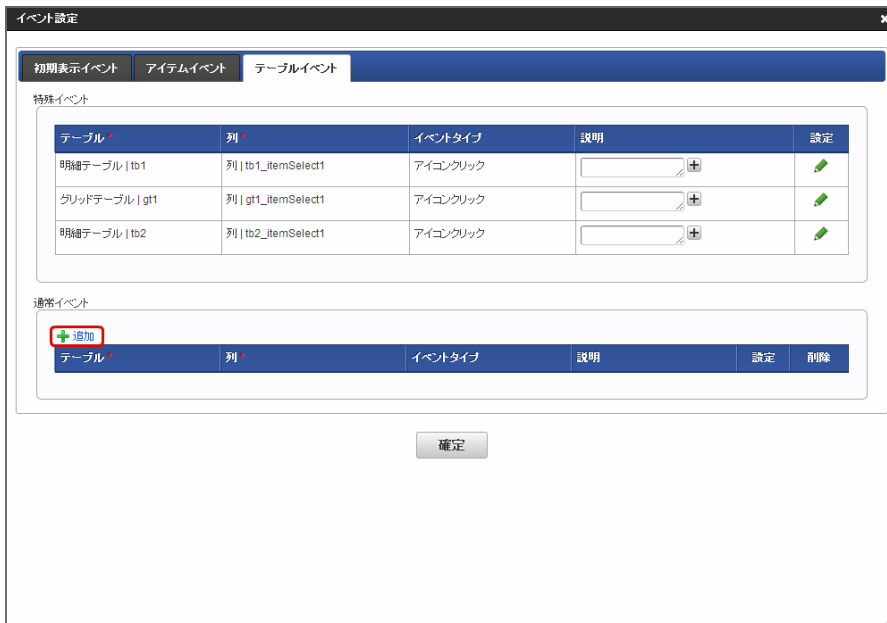 イベント設定
初期表示イベント アイテムイベント テーブルイベント
特殊イベント
テーブル* 列* イベントタイプ 説明 設定
明細テーブル | tb1 列 | tb1_itemSelect1 アイコンクリック
グリッドテーブル | gt1 列 | gt1_itemSelect1 アイコンクリック
明細テーブル | tb2 列 | tb2_itemSelect1 アイコンクリック
通常イベント
追加
テーブル* 列* イベントタイプ 説明 設定 削除
確定